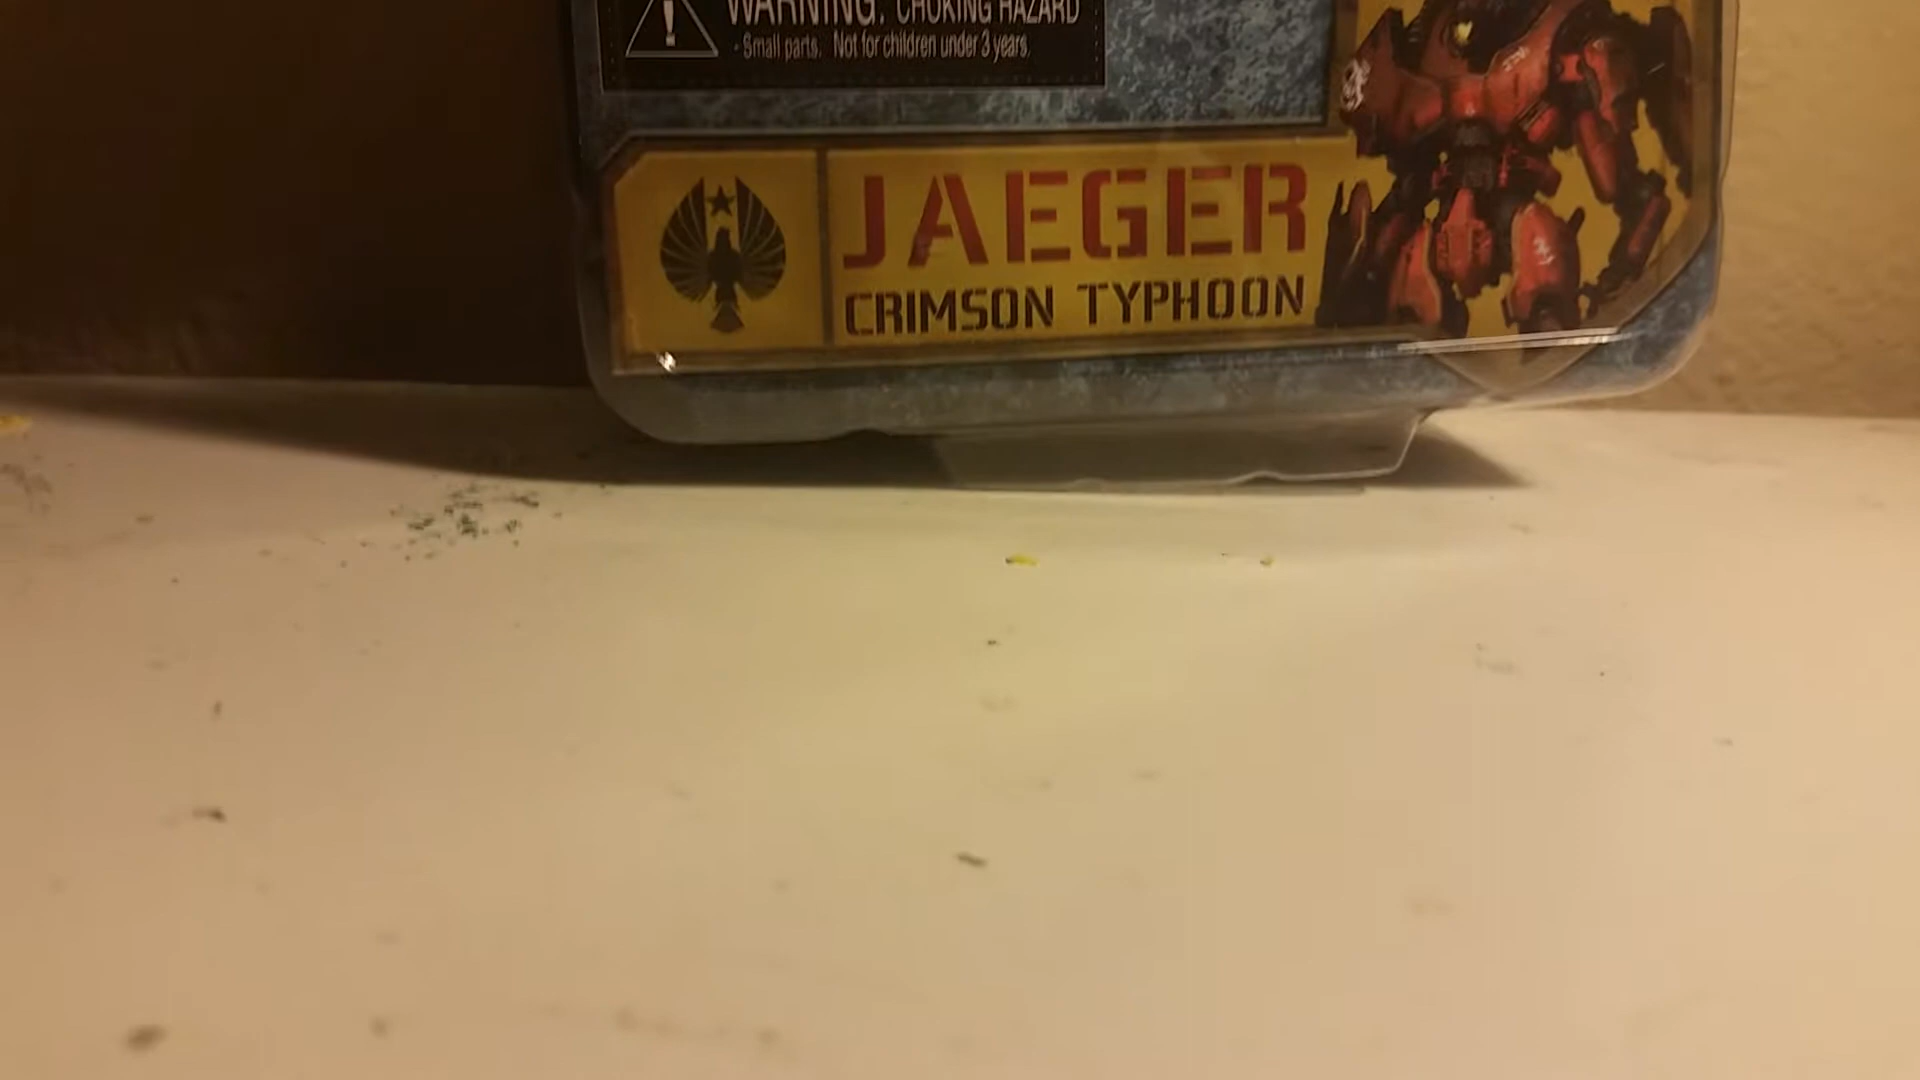 WARNING: CHOKING HAZARD
- Small parts. Not for children under 3 years.
JAEGER
CRIMSON TYPHOON